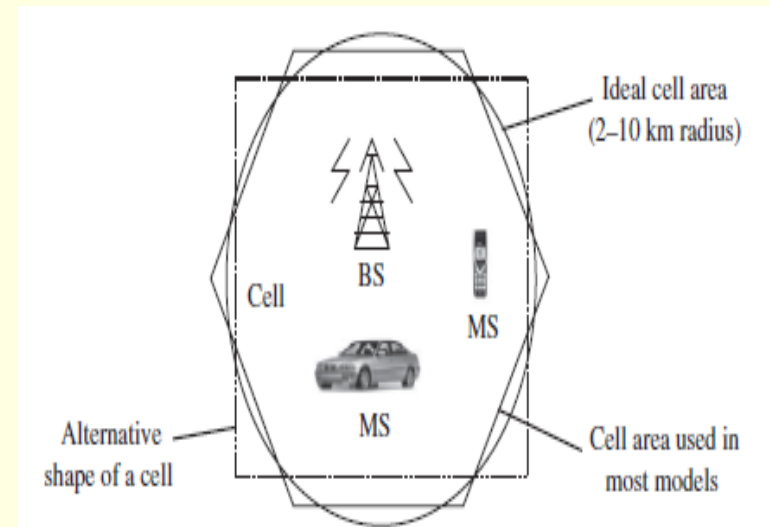 Ideal cell area
(2–10 km radius)
BS
Cell
MS
MS
Alternative
shape of a cell
Cell area used in
most models